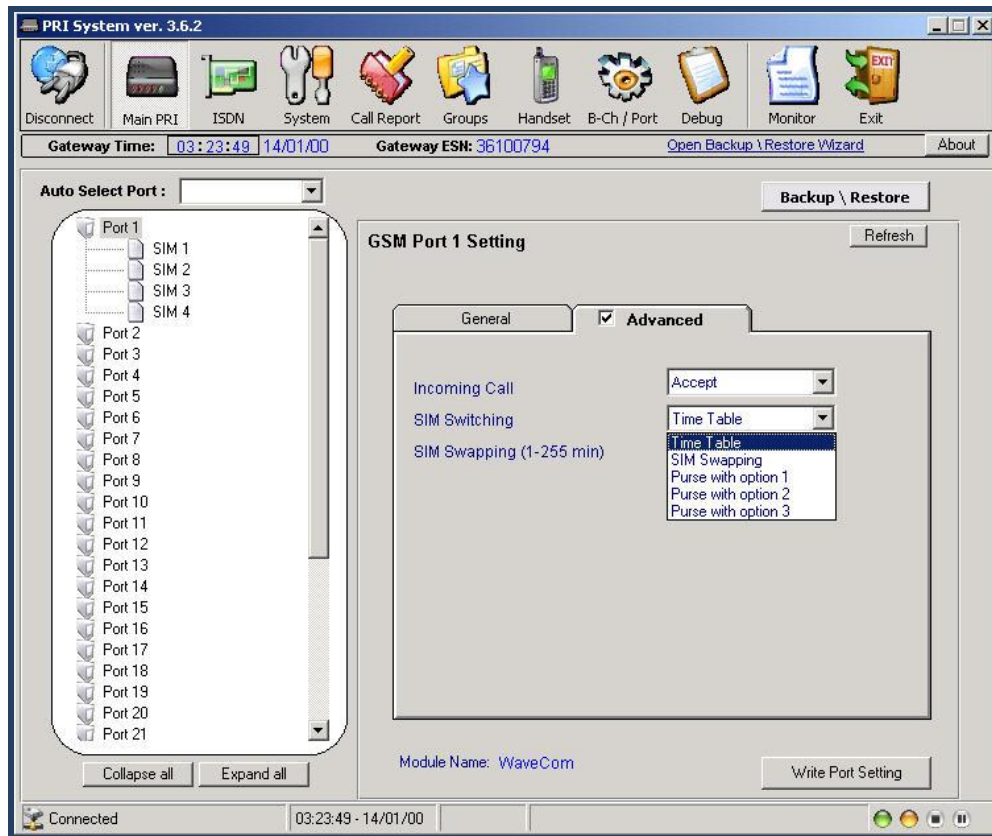 PRI System ver. 3.6.2
Disconnect Main PRI ISDN System Call Report Groups Handset B-Ch / Port Debug Monitor Exit
EXIT
Gateway Time: 03:23:49 14/01/00 Gateway ESN: 36100794 Open Backup \ Restore Wizard About
Auto Select Port :
Backup \ Restore
Port 1
SIM 1
SIM 2
SIM 3
SIM 4
Port 2
Port 3
Port 4
Port 5
Port 6
Port 7
Port 8
Port 9
Port 10
Port 11
Port 12
Port 13
Port 14
Port 15
Port 16
Port 17
Port 18
Port 19
Port 20
Port 21
Collapse all Expand all
GSM Port 1 Setting
Refresh
General Advanced
Incoming Call Accept
SIM Switching Time Table
SIM Swapping (1-255 min)
Time Table
SIM Swapping
Purse with option 1
Purse with option 2
Purse with option 3
Module Name: WaveCom
Write Port Setting
Connected 03:23:49 - 14/01/00